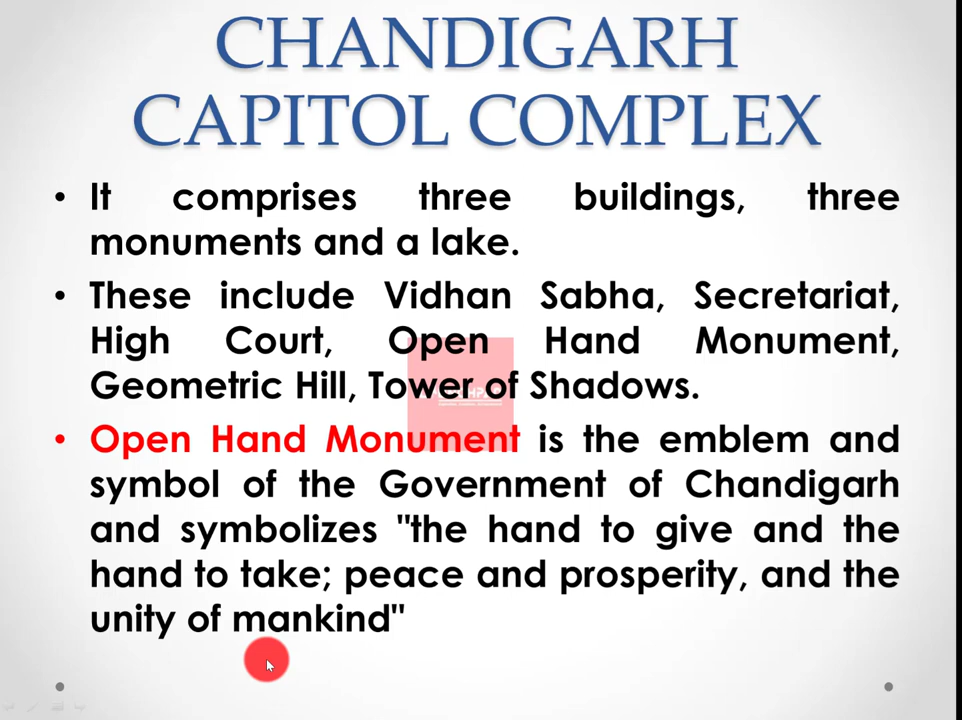 CHANDIGARH
CAPITOL COMPLEX
• It comprises three buildings, three
monuments and a lake.
• These include Vidhan Sabha, Secretariat,
High Court, Open Hand Monument,
Geometric Hill, Tower of Shadows.
• Open Hand Monument is the emblem and
symbol of the Government of Chandigarh
and symbolizes "the hand to give and the
hand to take; peace and prosperity, and the
unity of mankind"